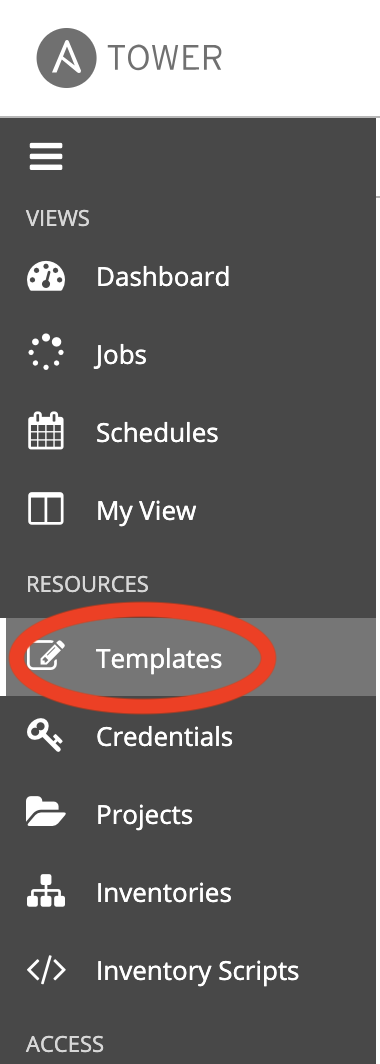 TOWER
VIEWS
Dashboard
Jobs
Schedules
My View
RESOURCES
Templates
Credentials
Projects
Inventories
Inventory Scripts
ACCESS